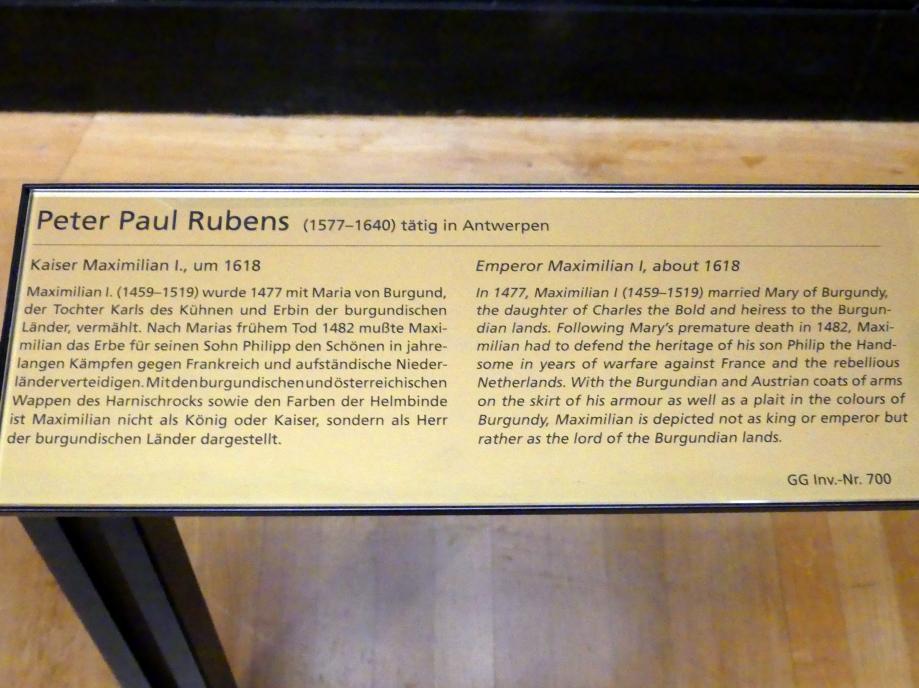 Peter Paul Rubens (1577–1640) tätig in Antwerpen
Kaiser Maximilian I., um 1618
Maximilian I. (1459–1519) wurde 1477 mit Maria von Burgund,
der Tochter Karls des Kühnen und Erbin der burgundischen
Länder, vermählt. Nach Marias frühem Tod 1482 mußte Maxi-
milian das Erbe für seinen Sohn Philipp den Schönen in jahre-
langen Kämpfen gegen Frankreich und aufständische Nieder-
länder verteidigen. Mit den burgundischen und österreichischen
Wappen des Harnischrocks sowie den Farben der Helmbinde
ist Maximilian nicht als König oder Kaiser, sondern als Herr
der burgundischen Länder dargestellt.
Emperor Maximilian I, about 1618
In 1477, Maximilian I (1459–1519) married Mary of Burgundy,
the daughter of Charles the Bold and heiress to the Burgun-
dian lands. Following Mary's premature death in 1482, Maxi-
milian had to defend the heritage of his son Philip the Hand-
some in years of warfare against France and the rebellious
Netherlands. With the Burgundian and Austrian coats of arms
on the skirt of his armour as well as a plait in the colours of
Burgundy, Maximilian is depicted not as king or emperor but
rather as the lord of the Burgundian lands.
GG Inv.-Nr. 700